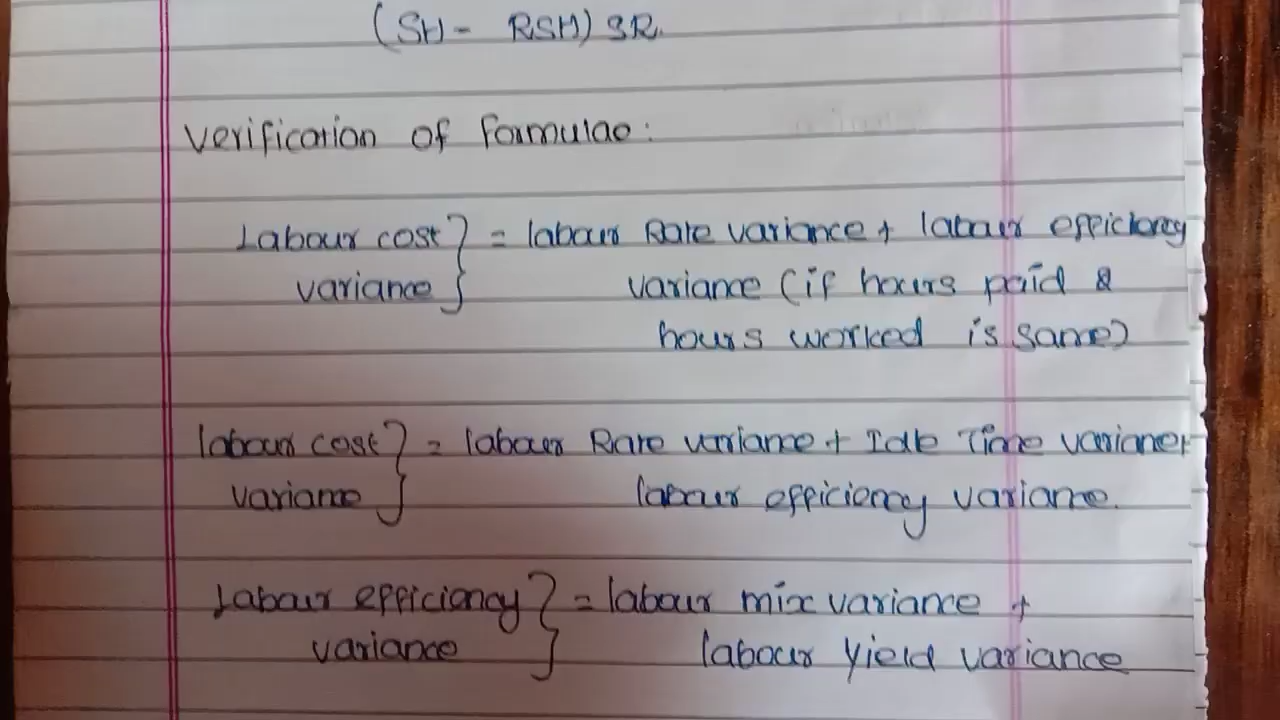 (SH - RSH) SR.
Verification of Formulae:
Labour cost } = labour Rate variance + labour efficiency
variance } variance (if hours paid &
hours worked is same)
labour cost } = labour Rate variance + Idle Time variance +
variance } labour efficiency variance.
Labour efficiency } = labour mix variance +
variance } labour yield variance